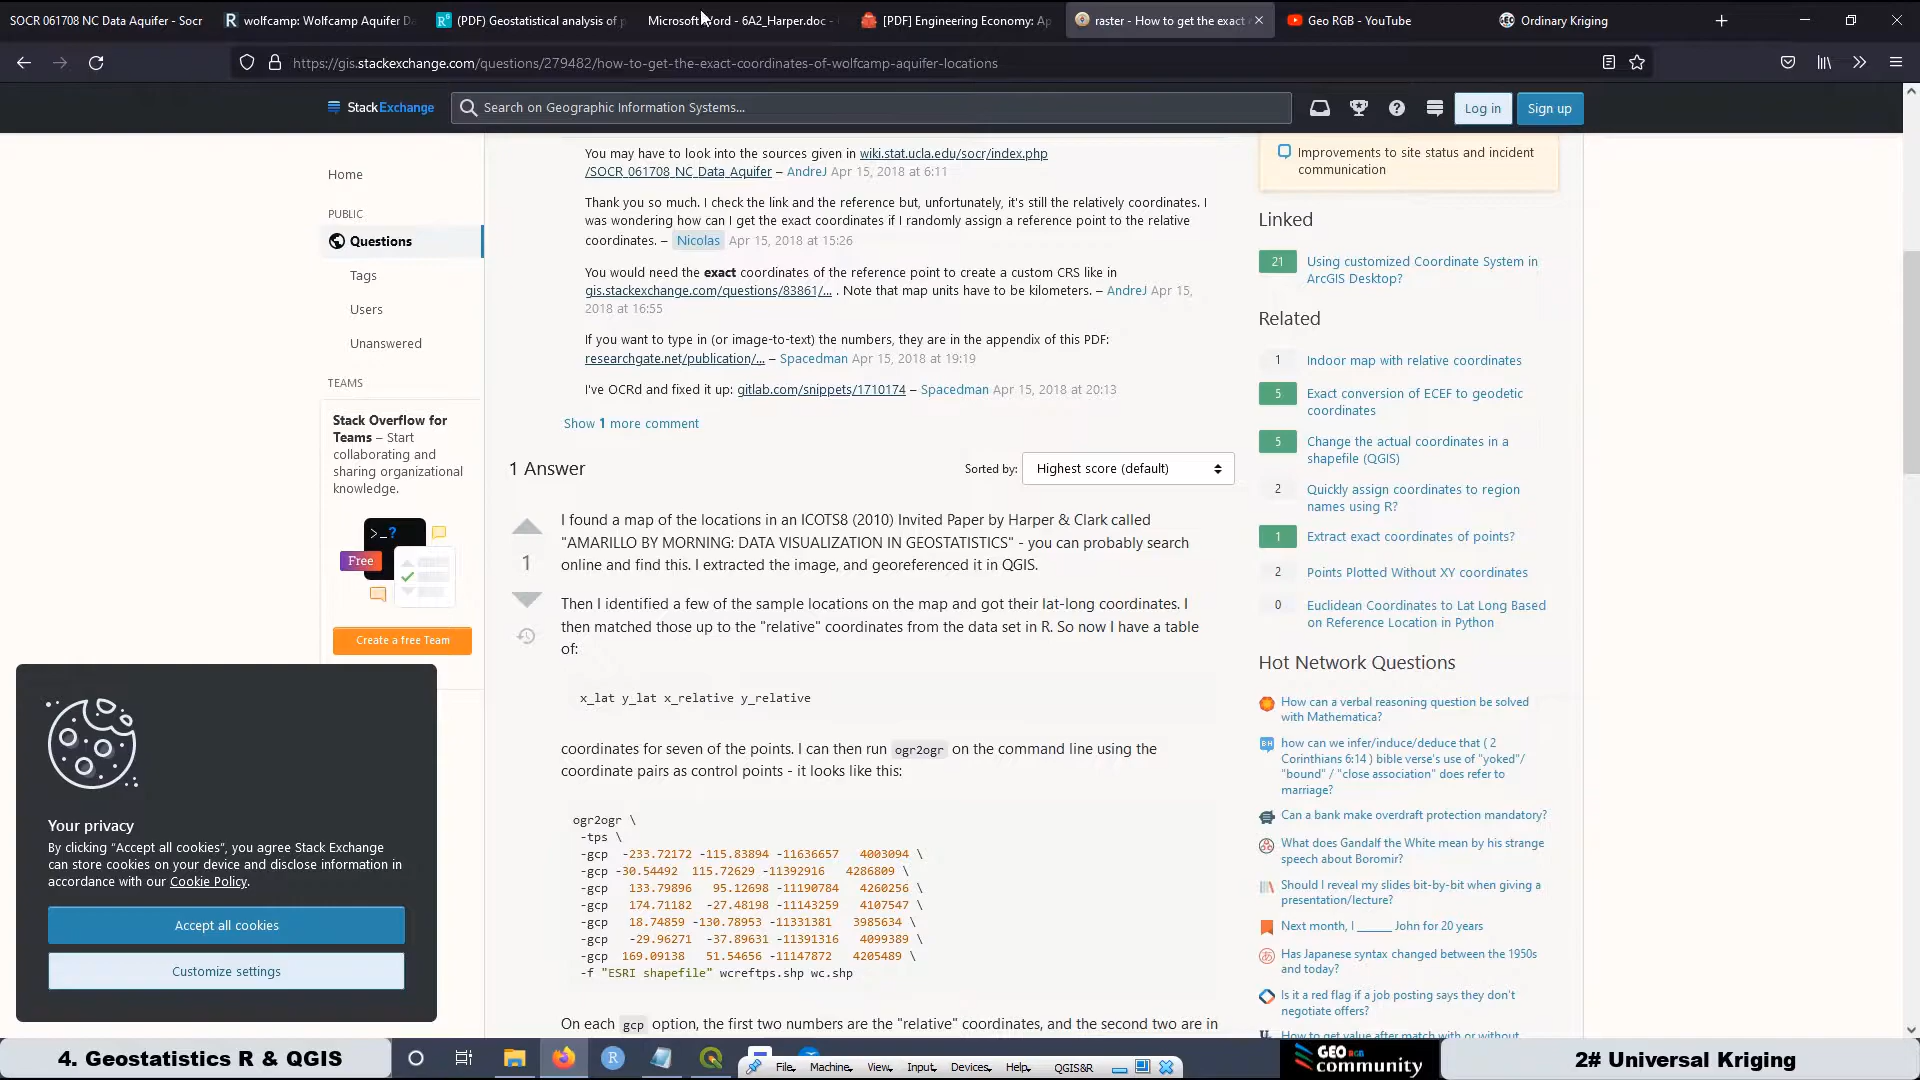 SOCR 061708 NC Data Aquifer - Socr
wolfcamp: Wolfcamp Aquifer Da
(PDF) Geostatistical analysis of p
Microsoft Word - 6A2_Harper.doc -
[PDF] Engineering Economy: Ap
raster - How to get the exact
Geo RGB - YouTube
Ordinary Kriging
https://gis.stackexchange.com/questions/279482/how-to-get-the-exact-coordinates-of-wolfcamp-aquifer-locations
StackExchange
Search on Geographic Information Systems...
Log in
Sign up
Home
PUBLIC
Questions
Tags
Users
Unanswered
TEAMS
Stack Overflow for
Teams – Start
collaborating and
sharing organizational
knowledge.
Free
Create a free Team
You may have to look into the sources given in wiki.stat.ucla.edu/socr/index.php
/SOCR_061708_NC_Data_Aquifer – AndreJ Apr 15, 2018 at 6:11
Thank you so much. I check the link and the reference but, unfortunately, it's still the relatively coordinates. I
was wondering how can I get the exact coordinates if I randomly assign a reference point to the relative
coordinates. – Nicolas Apr 15, 2018 at 15:26
You would need the exact coordinates of the reference point to create a custom CRS like in
gis.stackexchange.com/questions/83861/... . Note that map units have to be kilometers. – AndreJ Apr 15,
2018 at 16:55
If you want to type in (or image-to-text) the numbers, they are in the appendix of this PDF:
researchgate.net/publication/... – Spacedman Apr 15, 2018 at 19:19
I've OCRd and fixed it up: gitlab.com/snippets/1710174 – Spacedman Apr 15, 2018 at 20:13
Show 1 more comment
1 Answer
Sorted by:
Highest score (default)
1
I found a map of the locations in an ICOTS8 (2010) Invited Paper by Harper & Clark called
"AMARILLO BY MORNING: DATA VISUALIZATION IN GEOSTATISTICS" - you can probably search
online and find this. I extracted the image, and georeferenced it in QGIS.
Then I identified a few of the sample locations on the map and got their lat-long coordinates. I
then matched those up to the "relative" coordinates from the data set in R. So now I have a table
of:
x_lat y_lat x_relative y_relative
coordinates for seven of the points. I can then run ogr2ogr on the command line using the
coordinate pairs as control points - it looks like this:
ogr2ogr \
-tps \
-gcp -233.72172 -115.83894 -11636657 4003094 \
-gcp -30.54492 115.72629 -11392916 4286809 \
-gcp 133.79896 95.12698 -11190784 4260256 \
-gcp 174.71182 -27.48198 -11143259 4107547 \
-gcp 18.74859 -130.78953 -11331381 3985634 \
-gcp -29.96271 -37.89631 -11391316 4099389 \
-gcp 169.09138 51.54656 -11147872 4205489 \
-f "ESRI shapefile" wcreftps.shp wc.shp
On each gcp option, the first two numbers are the "relative" coordinates, and the second two are in
Improvements to site status and incident
communication
Linked
21 Using customized Coordinate System in
ArcGIS Desktop?
Related
1 Indoor map with relative coordinates
5 Exact conversion of ECEF to geodetic
coordinates
5 Change the actual coordinates in a
shapefile (QGIS)
2 Quickly assign coordinates to region
names using R?
1 Extract exact coordinates of points?
2 Points Plotted Without XY coordinates
0 Euclidean Coordinates to Lat Long Based
on Reference Location in Python
Hot Network Questions
How can a verbal reasoning question be solved
with Mathematica?
how can we infer/induce/deduce that ( 2
Corinthians 6:14 ) bible verse's use of "yoked"/
"bound" / "close association" does refer to
marriage?
Can a bank make overdraft protection mandatory?
What does Gandalf the White mean by his strange
speech about Boromir?
Should I reveal my slides bit-by-bit when giving a
presentation/lecture?
Next month, I ______ John for 20 years
Has Japanese syntax changed between the 1950s
and today?
Is it a red flag if a job posting says they don't
negotiate offers?
How to get value after match with or without
Your privacy
By clicking “Accept all cookies”, you agree Stack Exchange
can store cookies on your device and disclose information in
accordance with our Cookie Policy.
Accept all cookies
Customize settings
4. Geostatistics R & QGIS
File Machine View Input Devices Help QGIS&R
GEO RGB
community
2# Universal Kriging